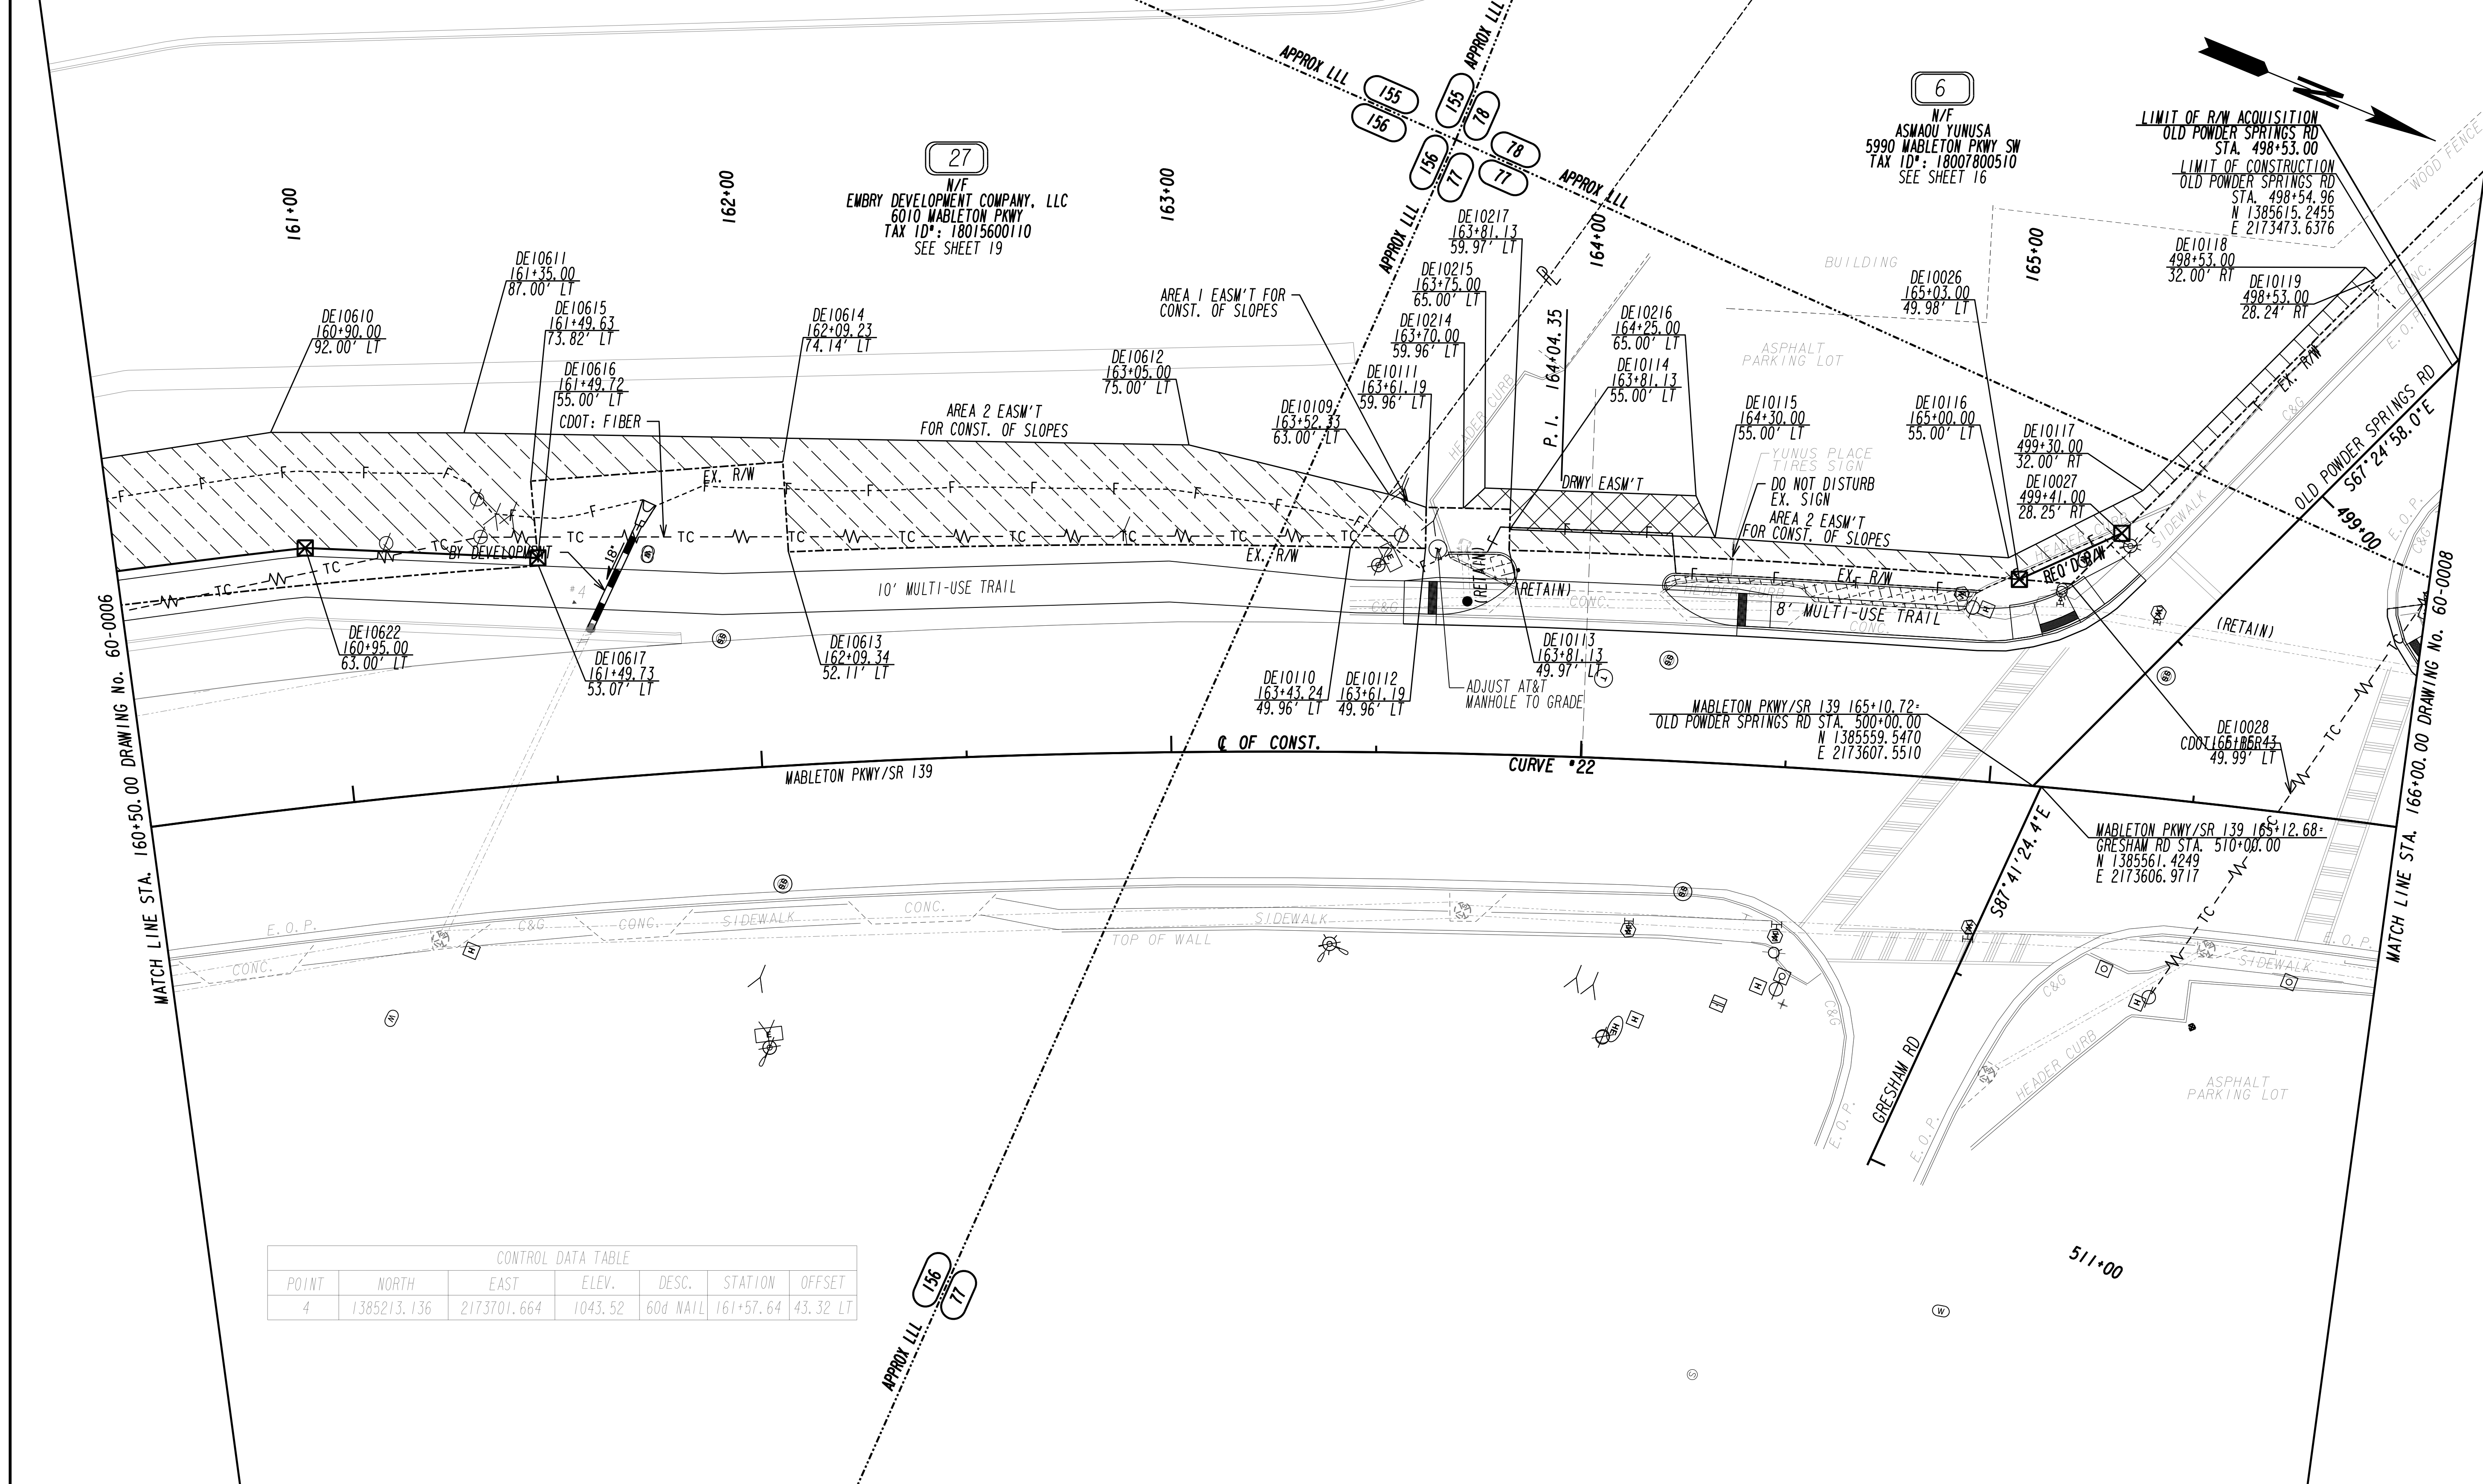 APPROX LLL
APPROX LLL
155
156
155
78
156
77
78
77
APPROX LLL
APPROX LLL
27
N/F
EMBRY DEVELOPMENT COMPANY, LLC
6010 MABLETON PKWY
TAX ID#: 18015600110
SEE SHEET 19
6
N/F
ASMAOU YUNUSA
5990 MABLETON PKWY SW
TAX ID#: 18007800510
SEE SHEET 16
N
LIMIT OF R/W ACQUISITION
OLD POWDER SPRINGS RD
STA. 498+53.00
LIMIT OF CONSTRUCTION
OLD POWDER SPRINGS RD
STA. 498+54.96
N 1385615.2455
E 2173473.6376
WOOD FENCE
161+00
162+00
163+00
164+00
165+00
DE10610
160+90.00
92.00' LT
DE10611
161+35.00
87.00' LT
DE10615
161+49.63
73.82' LT
DE10616
161+49.72
55.00' LT
CDOT: FIBER
DE10614
162+09.23
74.14' LT
AREA 2 EASM'T
FOR CONST. OF SLOPES
DE10612
163+05.00
75.00' LT
AREA 1 EASM'T FOR
CONST. OF SLOPES
DE10217
163+81.13
59.97' LT
DE10215
163+75.00
65.00' LT
DE10214
163+70.00
59.96' LT
DE10111
163+61.19
59.96' LT
DE10109
163+52.33
63.00' LT
PL
HEADER CURB
P.I. 164+04.35
DE10216
164+25.00
65.00' LT
DE10114
163+81.13
55.00' LT
BUILDING
ASPHALT
PARKING LOT
DE10026
165+03.00
49.98' LT
DE10115
164+30.00
55.00' LT
DE10116
165+00.00
55.00' LT
DE10117
499+30.00
32.00' RT
DE10027
499+41.00
28.25' RT
DE10118
498+53.00
32.00' RT
DE10119
498+53.00
28.24' RT
CONC.
E.O.P.
EX. R/W
C&G
SIDEWALK
OLD POWDER SPRINGS RD
S67°24'58.0"E
499+00
E.O.P.
C&G
DRWY EASM'T
YUNUS PLACE
TIRES SIGN
DO NOT DISTURB
EX. SIGN
AREA 2 EASM'T
FOR CONST. OF SLOPES
EX. R/W
EX. R/W
EX. R/W
REQ'D R/W
HEADER CURB
HEADER CURB
BY DEVELOPMENT
18"
#4
10' MULTI-USE TRAIL
8' MULTI-USE TRAIL
C&G
CONC.
CONC.
(RETAIN)
(RETAIN)
(RETAIN)
DE10622
160+95.00
63.00' LT
DE10617
161+49.73
53.07' LT
DE10613
162+09.34
52.11' LT
DE10110
163+43.24
49.96' LT
DE10112
163+61.19
49.96' LT
ADJUST AT&T
MANHOLE TO GRADE
DE10113
163+81.13
49.97' LT
MABLETON PKWY/SR 139 165+10.72=
OLD POWDER SPRINGS RD STA. 500+00.00
N 1385559.5470
E 2173607.5510
DE10028
49.99' LT
MABLETON PKWY/SR 139
℄ OF CONST.
CURVE #22
MABLETON PKWY/SR 139 165+12.68=
GRESHAM RD STA. 510+00.00
N 1385561.4249
E 2173606.9717
S87°41'24.4"E
GRESHAM RD
511+00
MATCH LINE STA. 160+50.00 DRAWING No. 60-0006
MATCH LINE STA. 166+00.00 DRAWING No. 60-0008
E.O.P.
CONC.
C&G
CONC.
SIDEWALK
CONC.
TOP OF WALL
SIDEWALK
C&G
E.O.P.
E.O.P.
C&G
HEADER CURB
SIDEWALK
E.O.P.
ASPHALT
PARKING LOT
156
77
APPROX LLL
CONTROL DATA TABLE
POINT NORTH EAST ELEV. DESC. STATION OFFSET
4 1385213.136 2173701.664 1043.52 60d NAIL 161+57.64 43.32 LT